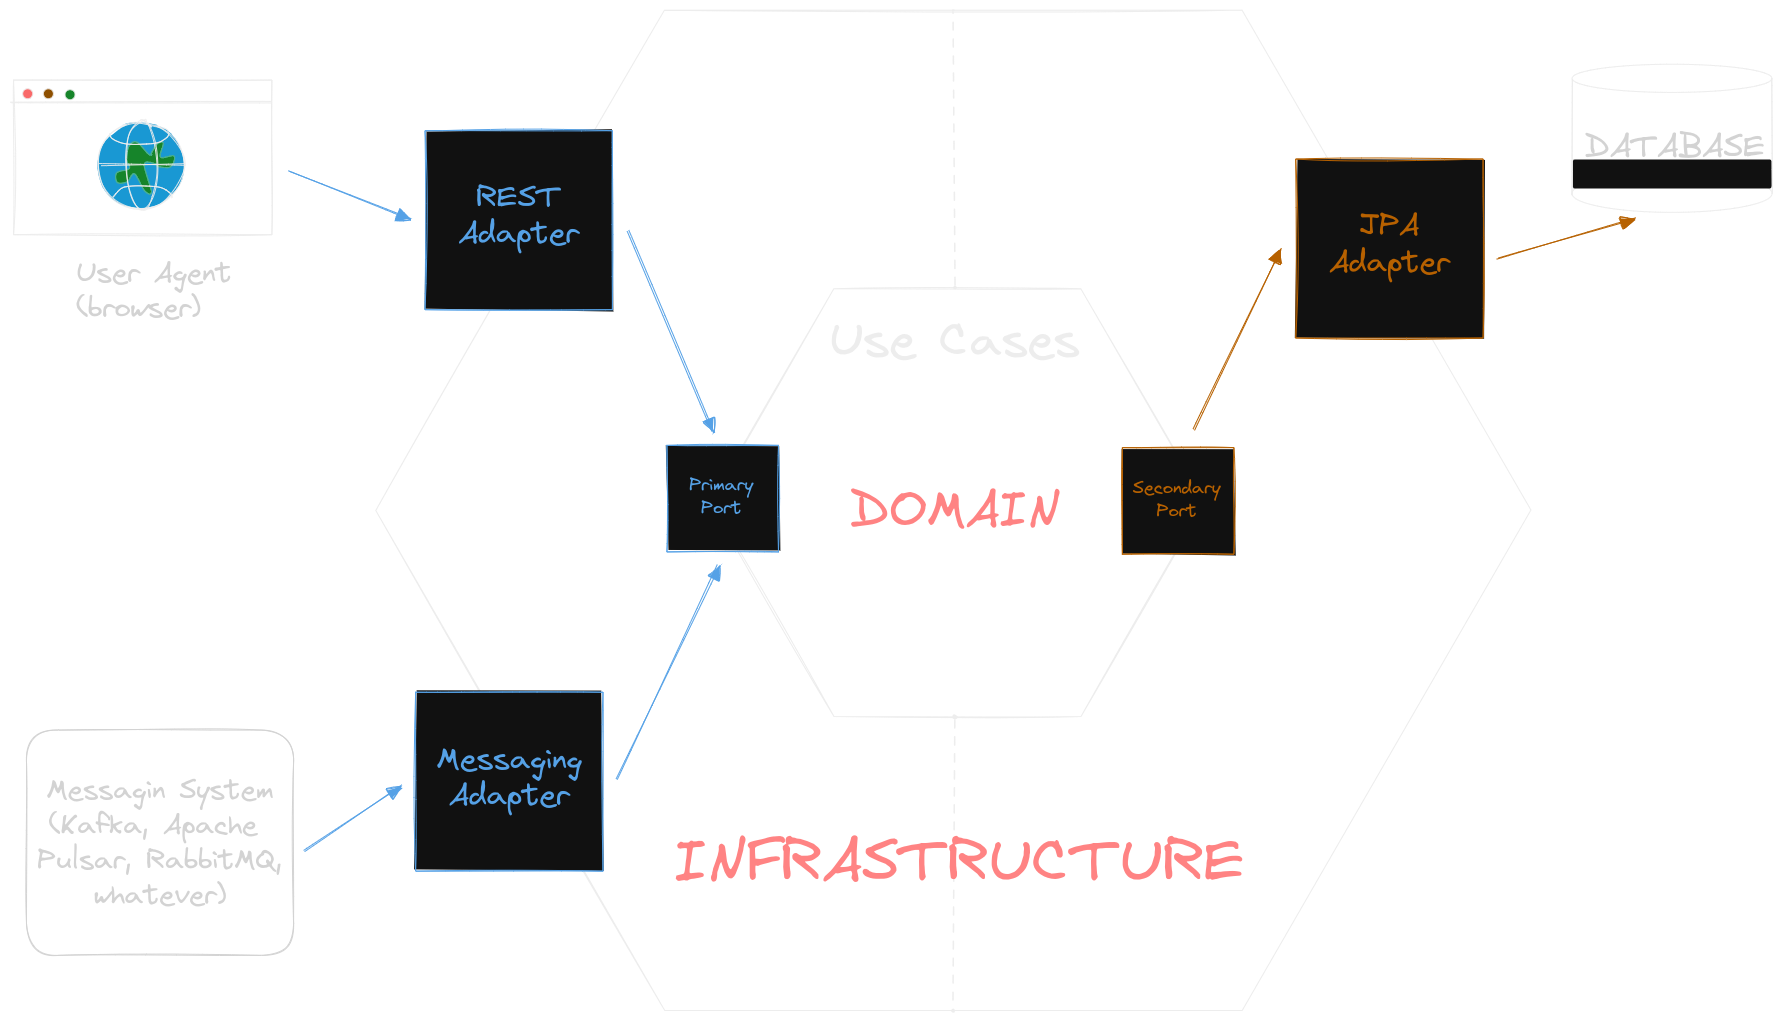 User Agent
(browser)
REST
Adapter
Use Cases
JPA
Adapter
DATABASE
Primary
Port
DOMAIN
Secondary
Port
Messaging
Adapter
Messagin System
(Kafka, Apache
Pulsar, RabbitMQ,
whatever)
INFRASTRUCTURE